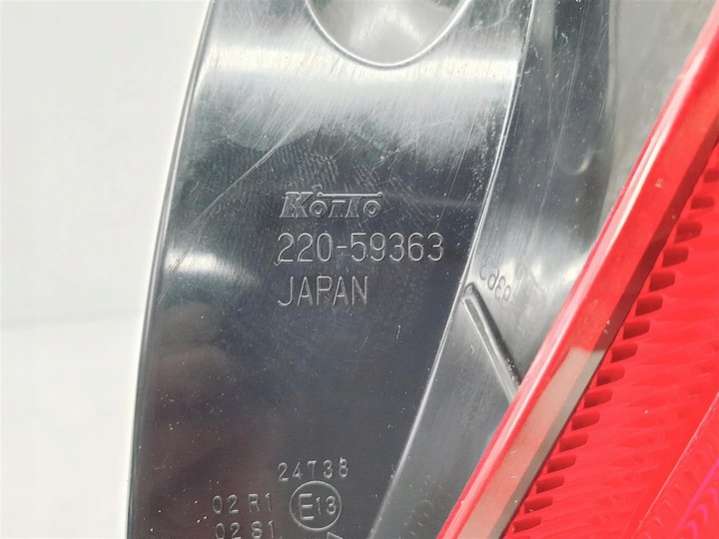 KOITO
220-59363
JAPAN
24738
02 R1 E13
02 S1